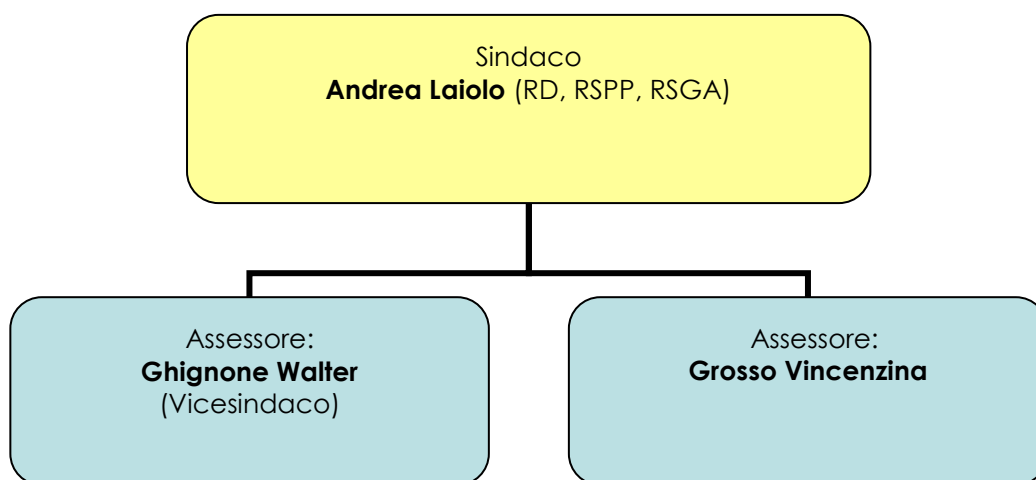 Sindaco
Andrea Laiolo (RD, RSPP, RSGA)
Assessore:
Ghignone Walter
(Vicesindaco)
Assessore:
Grosso Vincenzina